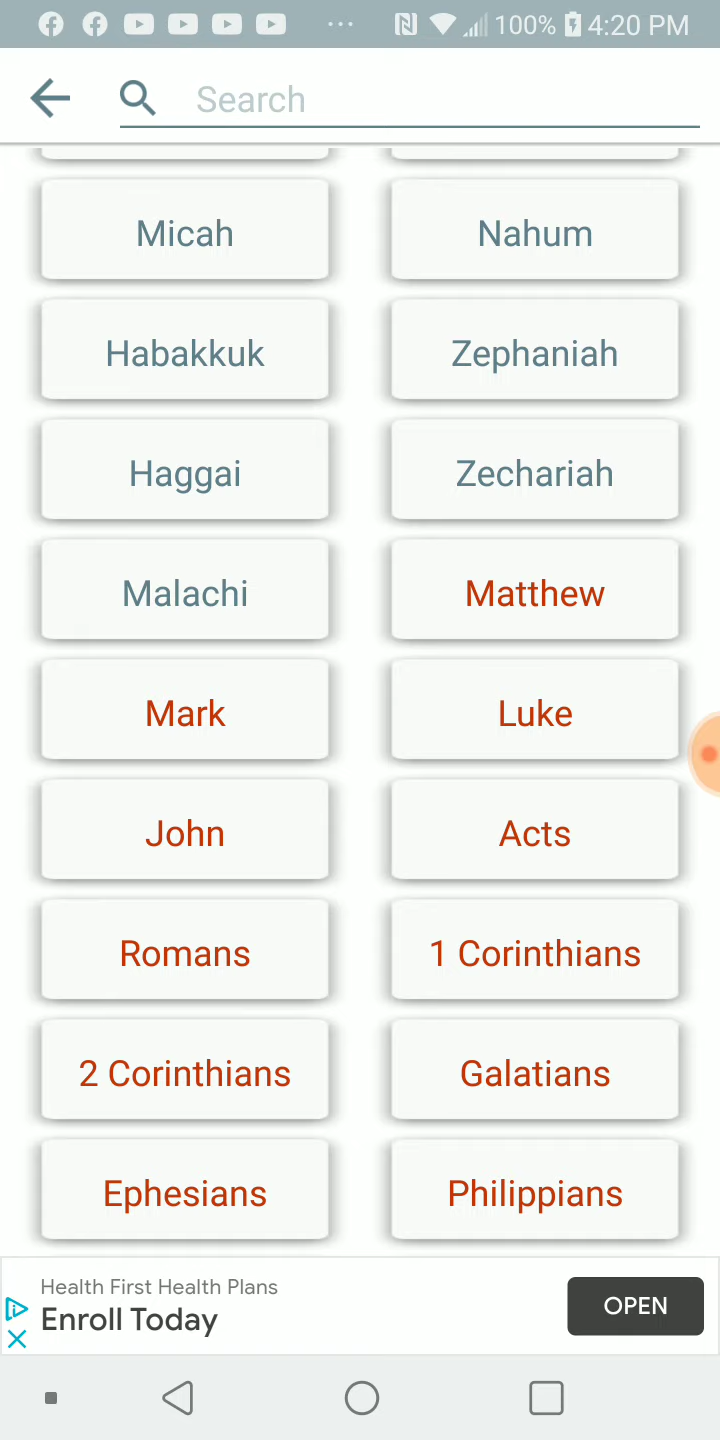 100% 4:20 PM
Search
Micah Nahum
Habakkuk Zephaniah
Haggai Zechariah
Malachi Matthew
Mark Luke
John Acts
Romans 1 Corinthians
2 Corinthians Galatians
Ephesians Philippians
Health First Health Plans
Enroll Today
OPEN